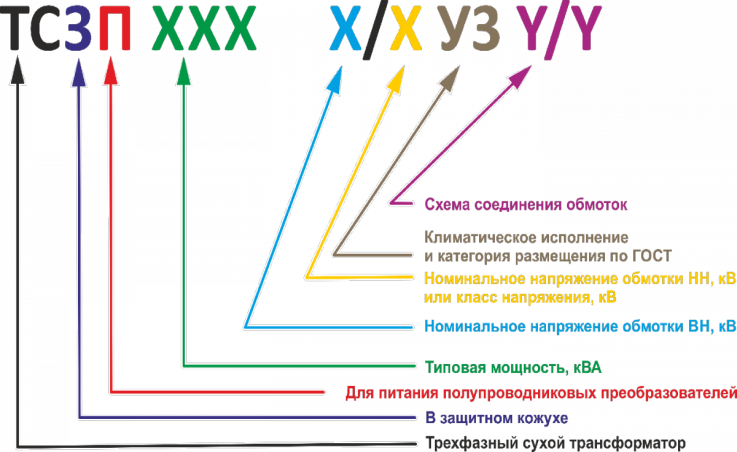 ТСЗП ХХХ Х/Х УЗ Y/Y
Схема соединения обмоток
Климатическое исполнение
и категория размещения по ГОСТ
Номинальное напряжение обмотки НН, кВ
или класс напряжения, кВ
Номинальное напряжение обмотки ВН, кВ
Типовая мощность, кВА
Для питания полупроводниковых преобразователей
В защитном кожухе
Трехфазный сухой трансформатор